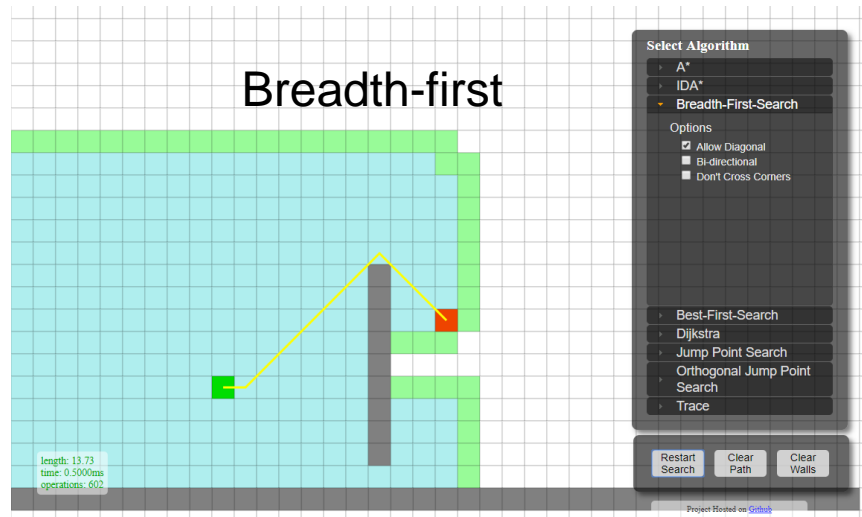 Breadth-first
Select Algorithm
A*
IDA*
Breadth-First-Search
Options
Allow Diagonal
Bi-directional
Don't Cross Corners
Best-First-Search
Dijkstra
Jump Point Search
Orthogonal Jump Point
Search
Trace
length: 13.73
time: 0.5000ms
operations: 602
Restart Search
Clear Path
Clear Walls
Project Hosted on Github